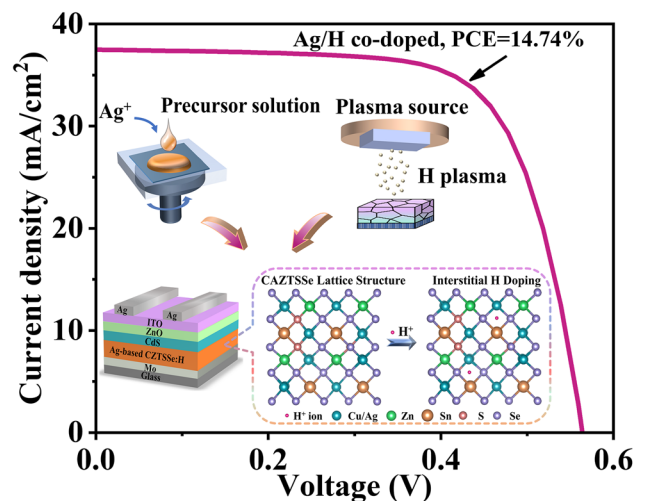 Current density (mA/cm²)
40
30
20
10
0
0.0
0.2
0.4
0.6
Voltage (V)
Ag/H co-doped, PCE=14.74%
Ag⁺
Precursor solution
Plasma source
H plasma
Ag
Ag
ITO
ZnO
CdS
Ag-based CZTSSe:H
Mo
Glass
CAZTSSe Lattice Structure
H⁺
Interstitial H Doping
H⁺ ion
Cu/Ag
Zn
Sn
S
Se